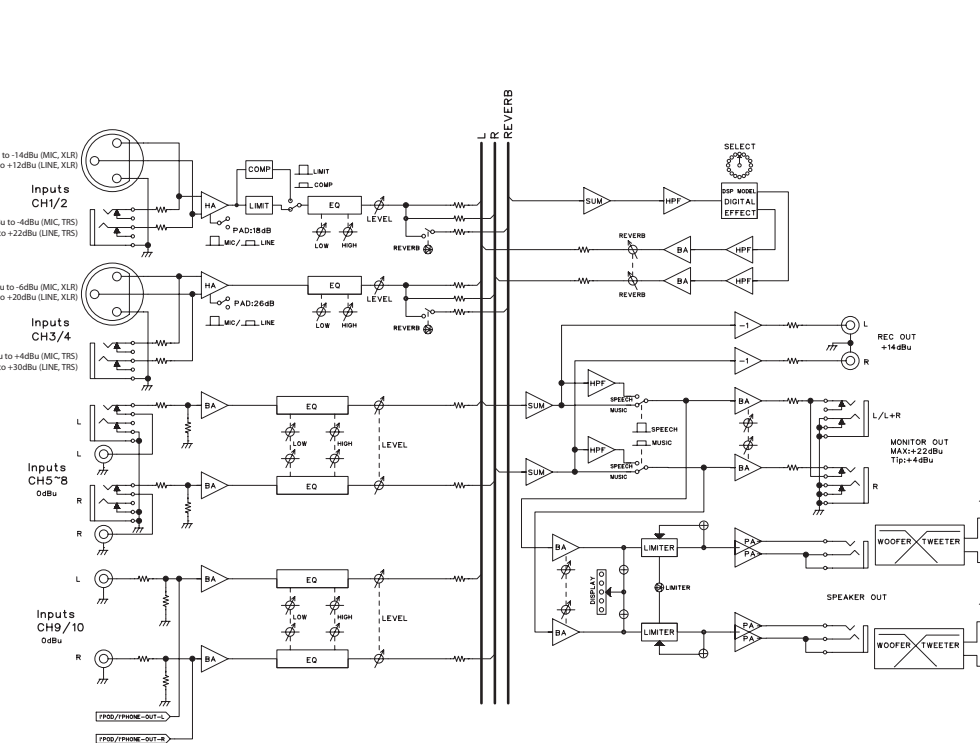 L
R
REVERB
to -14dBu (MIC, XLR)
o +12dBu (LINE, XLR)
Inputs
CH1/2
u to -4dBu (MIC, TRS)
to +22dBu (LINE, TRS)
HA
COMP
LIMIT
LIMIT
COMP
EQ
LEVEL
PAD:18dB
MIC/ LINE
LOW
HIGH
REVERB
u to -6dBu (MIC, XLR)
o +20dBu (LINE, XLR)
Inputs
CH3/4
u to +4dBu (MIC, TRS)
to +30dBu (LINE, TRS)
HA
EQ
LEVEL
PAD:26dB
MIC/ LINE
LOW
HIGH
REVERB
L
L
Inputs
CH5~8
0dBu
R
R
BA
EQ
LOW
HIGH
LEVEL
BA
EQ
L
Inputs
CH9/10
0dBu
R
BA
EQ
LOW
HIGH
LEVEL
BA
EQ
I'POD/I'PHONE-OUT-L
I'POD/I'PHONE-OUT-R
SELECT
SUM
HPF
DSP MODEL
DIGITAL
EFFECT
REVERB
BA
HPF
BA
HPF
REVERB
-1
L
REC OUT
+14dBu
-1
R
SUM
HPF
SPEECH
MUSIC
SPEECH
MUSIC
SUM
HPF
SPEECH
MUSIC
BA
L/L+R
MONITOR OUT
MAX:+22dBu
Tip:+4dBu
BA
R
BA
LIMITER
PA
PA
WOOFER
TWEETER
DISPLAY
LIMITER
SPEAKER OUT
BA
LIMITER
PA
PA
WOOFER
TWEETER